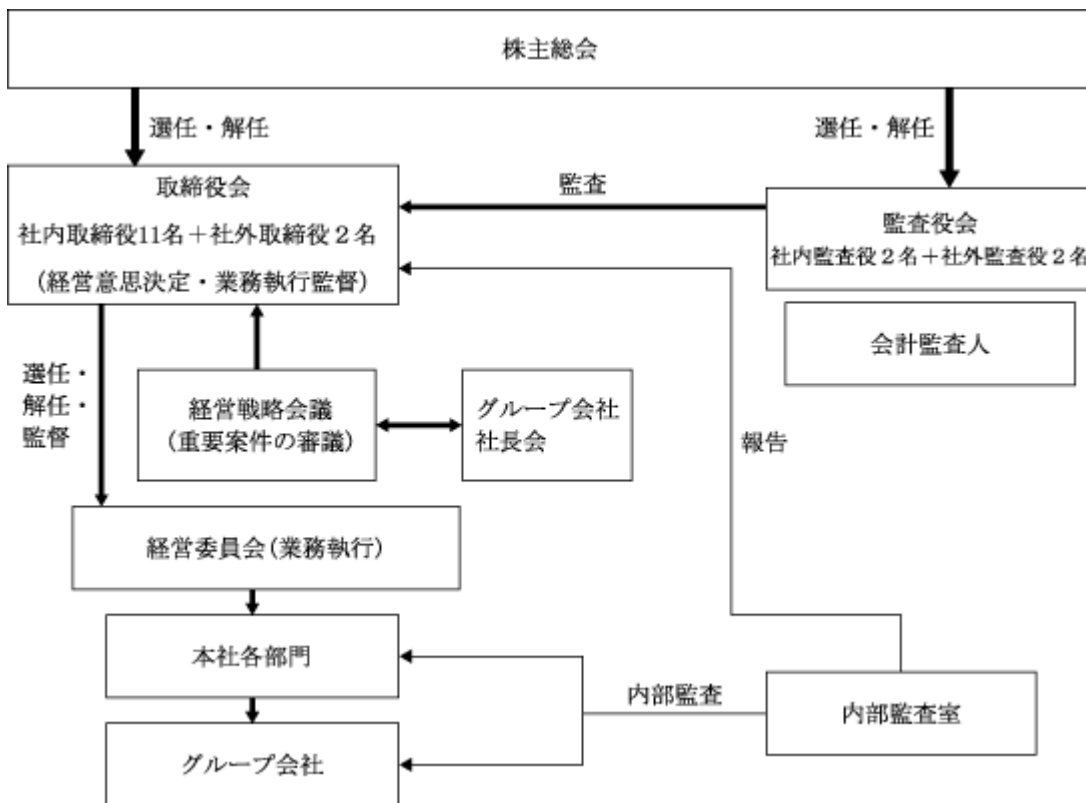 株主総会
選任・解任
選任・解任
取締役会
社内取締役11名＋社外取締役２名
(経営意思決定・業務執行監督)
監査
監査役会
社内監査役２名＋社外監査役２名
会計監査人
選任・
解任・
監督
経営戦略会議
(重要案件の審議)
グループ会社
社長会
報告
経営委員会(業務執行)
本社各部門
内部監査
内部監査室
グループ会社